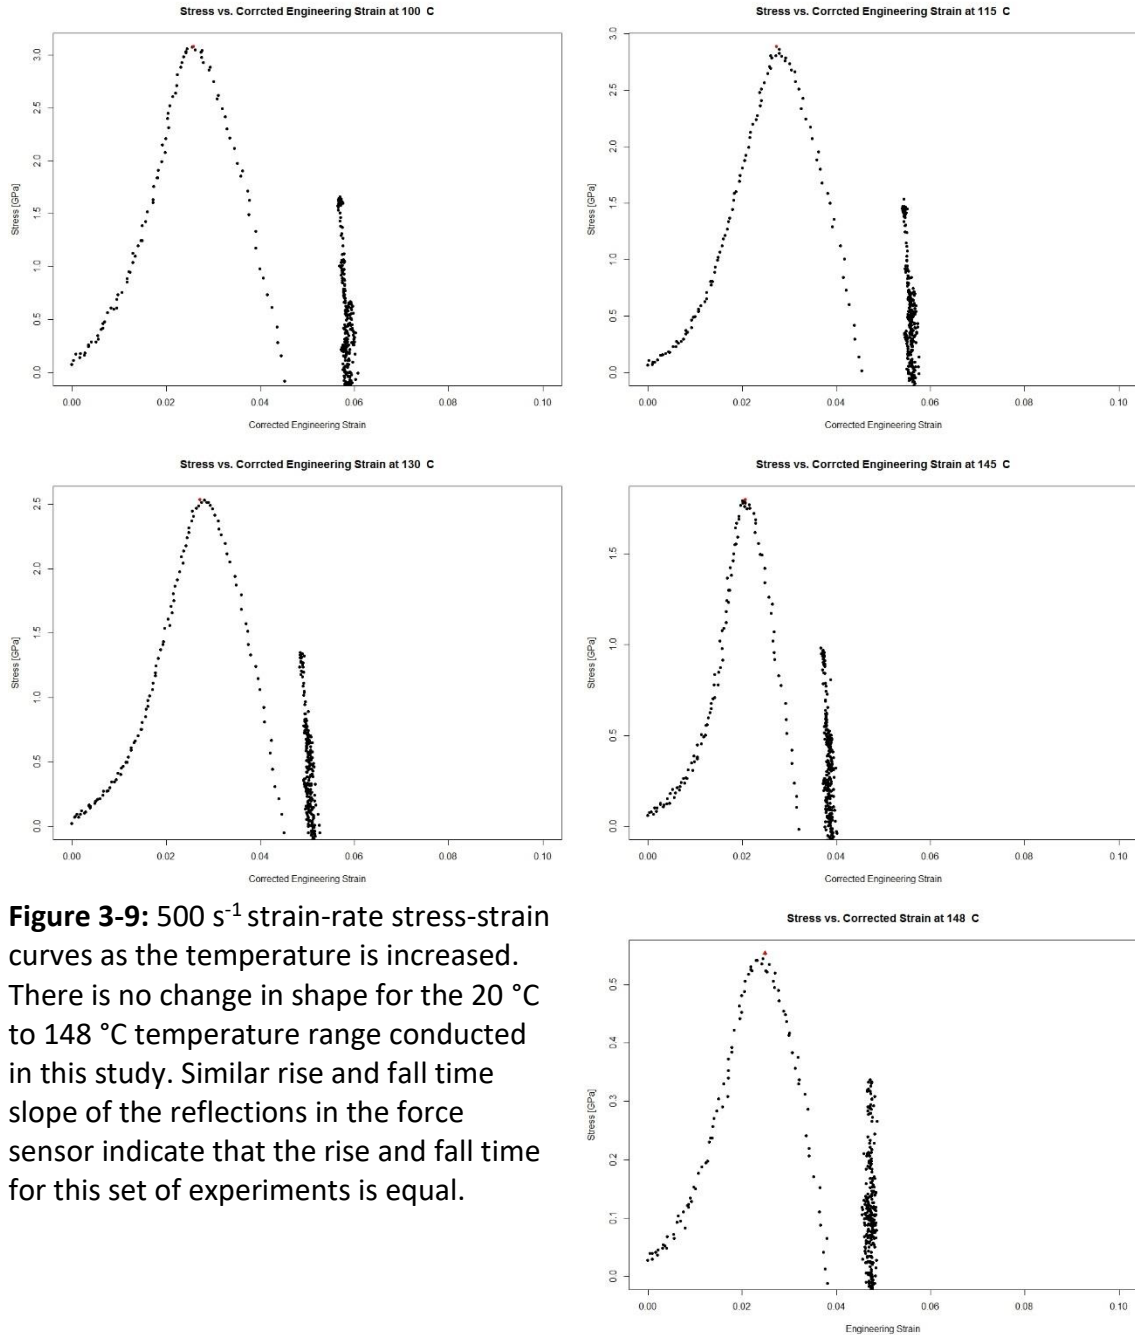 Stress vs. Corrcted Engineering Strain at 100 C
Stress [GPa]
3.0
2.5
2.0
1.5
1.0
0.5
0.0
0.00 0.02 0.04 0.06 0.08 0.10
Corrected Engineering Strain
Stress vs. Corrcted Engineering Strain at 115 C
Stress [GPa]
3.0
2.5
2.0
1.5
1.0
0.5
0.0
0.00 0.02 0.04 0.06 0.08 0.10
Corrected Engineering Strain
Stress vs. Corrcted Engineering Strain at 130 C
Stress [GPa]
2.5
2.0
1.5
1.0
0.5
0.0
0.00 0.02 0.04 0.06 0.08 0.10
Corrected Engineering Strain
Stress vs. Corrcted Engineering Strain at 145 C
Stress [GPa]
1.5
1.0
0.5
0.0
0.00 0.02 0.04 0.06 0.08 0.10
Corrected Engineering Strain
Figure 3-9: 500 s⁻¹ strain-rate stress-strain
curves as the temperature is increased.
There is no change in shape for the 20 °C
to 148 °C temperature range conducted
in this study. Similar rise and fall time
slope of the reflections in the force
sensor indicate that the rise and fall time
for this set of experiments is equal.
Stress vs. Corrected Strain at 148 C
Stress [GPa]
0.5
0.4
0.3
0.2
0.1
0.0
0.00 0.02 0.04 0.06 0.08 0.10
Engineering Strain